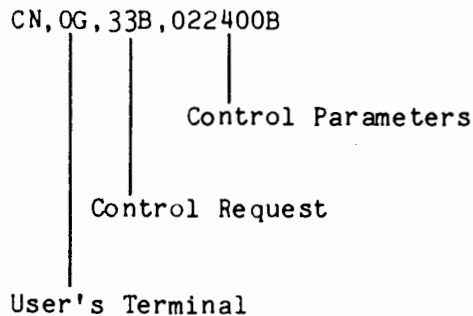 CN,0G,33B,022400B
Control Parameters
Control Request
User's Terminal